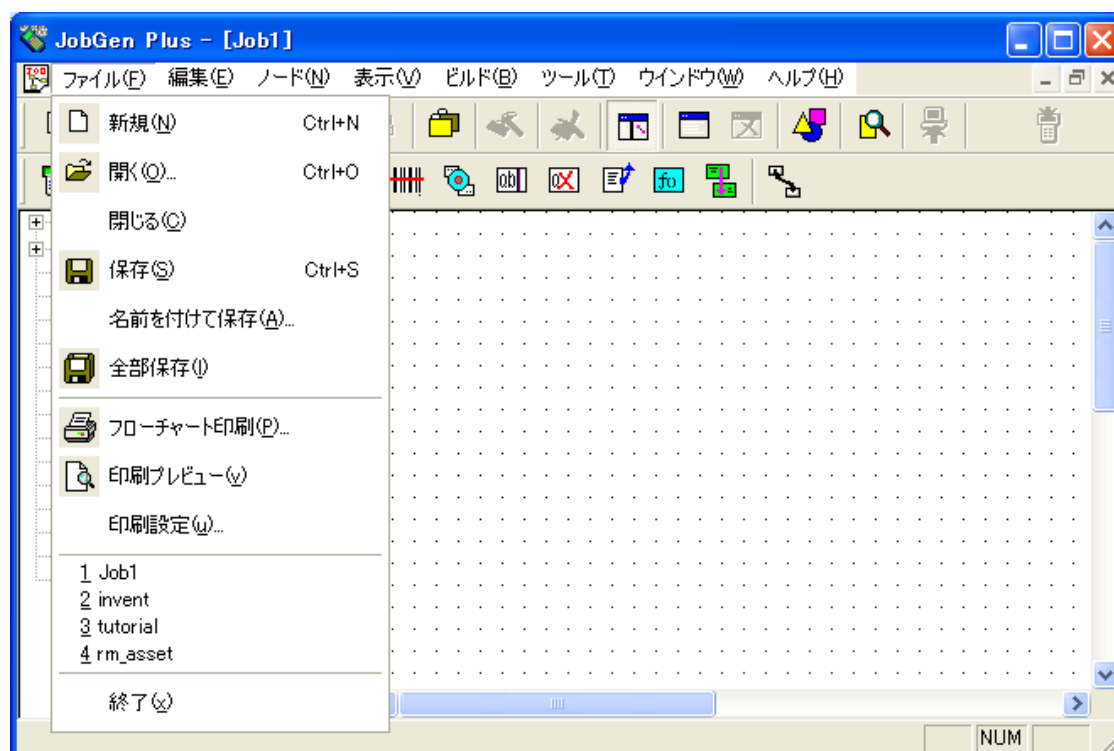 JobGen Plus - [Job1]
ファイル(F) 編集(E) ノード(N) 表示(V) ビルド(B) ツール(T) ウインドウ(W) ヘルプ(H)
新規(N) Ctrl+N
開く(O)... Ctrl+O
閉じる(C)
保存(S) Ctrl+S
名前を付けて保存(A)...
全部保存(I)
フローチャート印刷(P)...
印刷プレビュー(v)
印刷設定(u)...
1 Job1
2 invent
3 tutorial
4 rm_asset
終了(x)
NUM